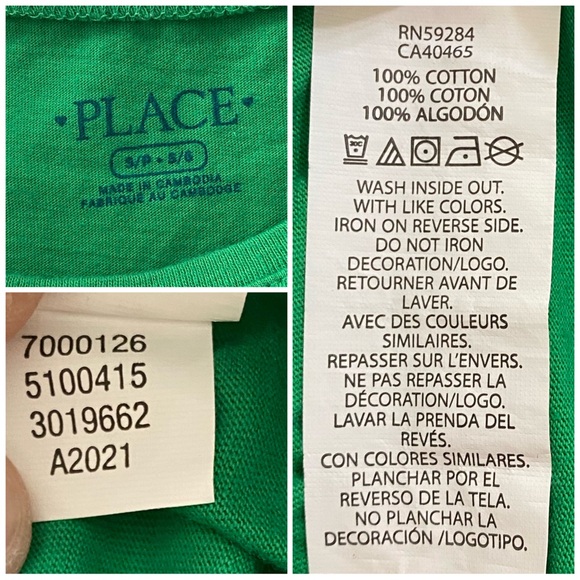 PLACE
S/P • 5/6
MADE IN CAMBODIA
FABRIQUÉ AU CAMBODGE
7000126
5100415
3019662
A2021
RN59284
CA40465
100% COTTON
100% COTON
100% ALGODÓN
30C
WASH INSIDE OUT.
WITH LIKE COLORS.
IRON ON REVERSE SIDE.
DO NOT IRON
DECORATION/LOGO.
RETOURNER AVANT DE
LAVER.
AVEC DES COULEURS
SIMILAIRES.
REPASSER SUR L'ENVERS.
NE PAS REPASSER LA
DÉCORATION/LOGO.
LAVAR LA PRENDA DEL
REVÉS.
CON COLORES SIMILARES.
PLANCHAR POR EL
REVERSO DE LA TELA.
NO PLANCHAR LA
DECORACIÓN /LOGOTIPO.